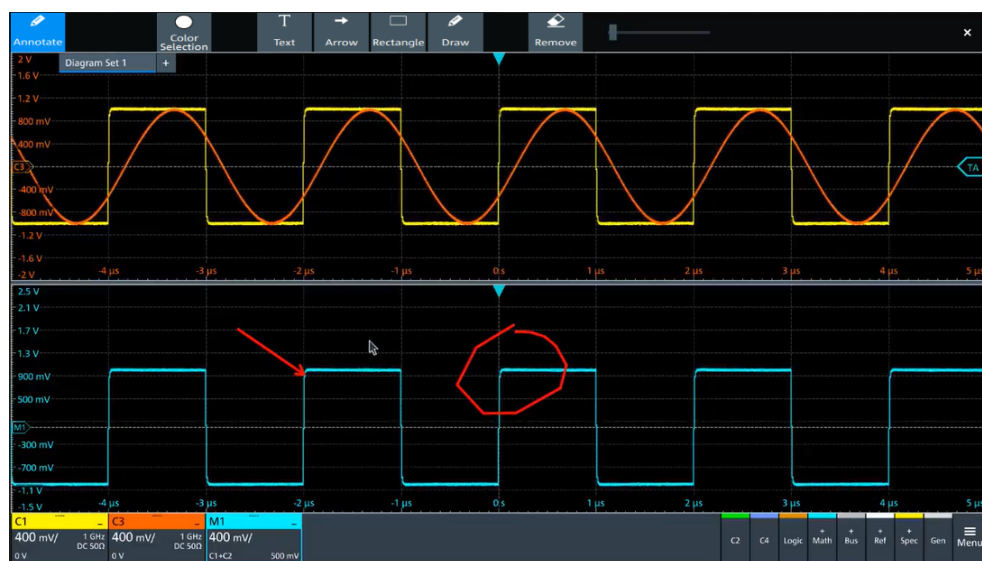 Annotate
Color
Selection
Text
Arrow
Rectangle
Draw
Remove
×
2 V
Diagram Set 1 +
1.6 V
1.2 V
800 mV
400 mV
C3
TA
-400 mV
-800 mV
-1.2 V
-1.6 V
-2 V
-4 µs -3 µs -2 µs -1 µs 0 s 1 µs 2 µs 3 µs 4 µs 5 µs
2.5 V
2.1 V
1.7 V
1.3 V
900 mV
500 mV
M1
-300 mV
-700 mV
-1.1 V
-1.5 V
-4 µs -3 µs -2 µs -1 µs 0 s 1 µs 2 µs 3 µs 4 µs 5 µs
C1
400 mV/ 1 GHz
DC 50Ω
0 V
C3
400 mV/ 1 GHz
DC 50Ω
0 V
M1
400 mV/
C1+C2 500 mV
C2
C4
Logic
+ Math
+ Bus
+ Ref
+ Spec
Gen
Menu